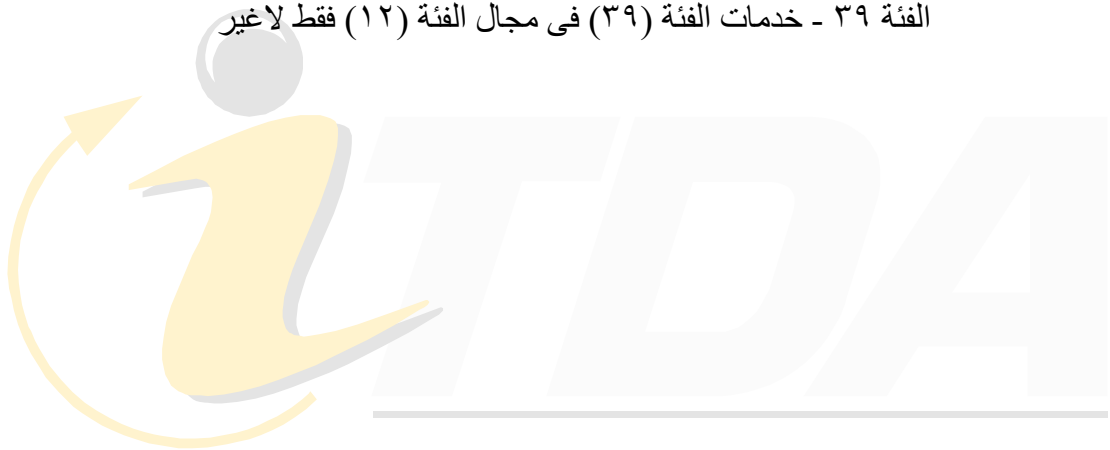 الفئة ٣٩ - خدمات الفئة (٣٩) فى مجال الفئة (١٢) فقط لاغير
iTDA